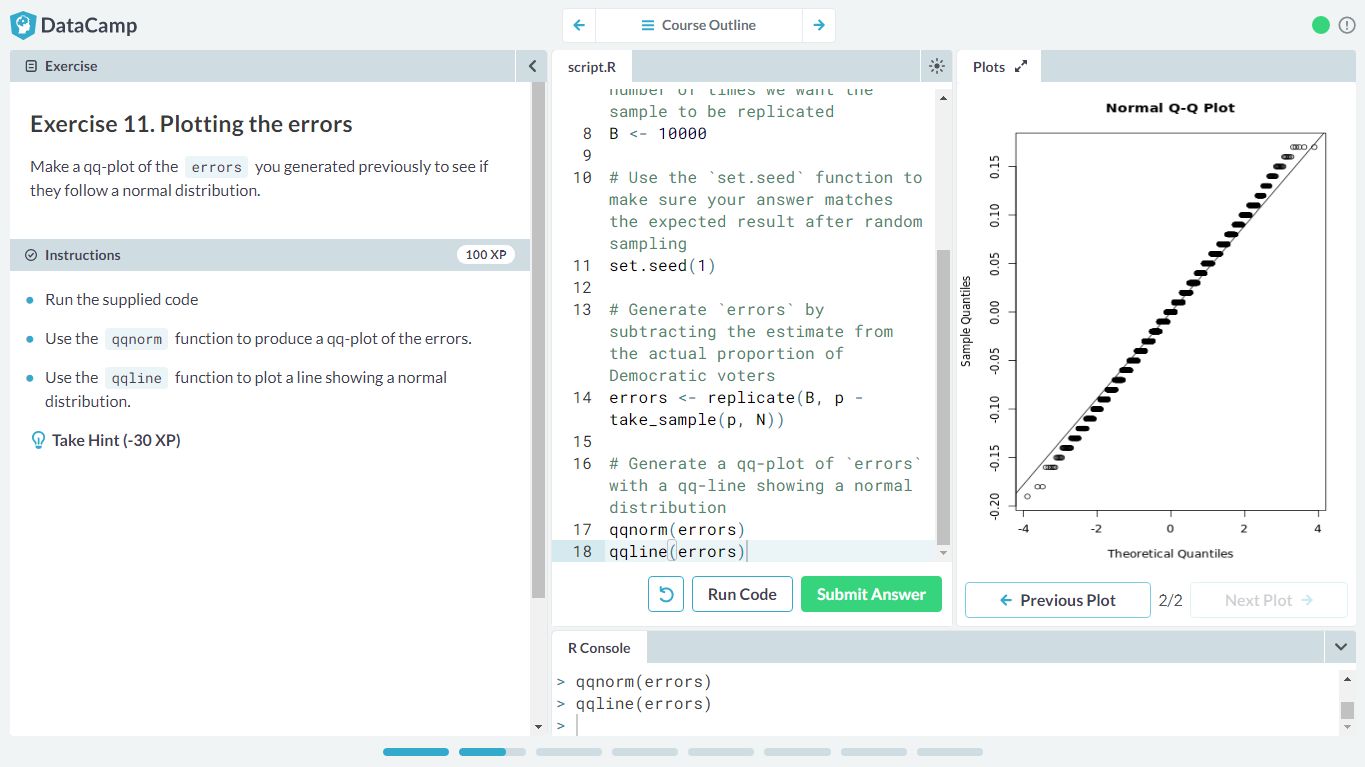 DataCamp
Course Outline
Exercise
Exercise 11. Plotting the errors
Make a qq-plot of the errors you generated previously to see if
they follow a normal distribution.
Instructions
100 XP
Run the supplied code
Use the qqnorm function to produce a qq-plot of the errors.
Use the qqline function to plot a line showing a normal
distribution.
Take Hint (-30 XP)
script.R
number of times we want the
sample to be replicated
8 B <- 10000
9
10 # Use the `set.seed` function to
make sure your answer matches
the expected result after random
sampling
11 set.seed(1)
12
13 # Generate `errors` by
subtracting the estimate from
the actual proportion of
Democratic voters
14 errors <- replicate(B, p -
take_sample(p, N))
15
16 # Generate a qq-plot of `errors`
with a qq-line showing a normal
distribution
17 qqnorm(errors)
18 qqline(errors)
Run Code
Submit Answer
Plots
Normal Q-Q Plot
Sample Quantiles
0.15
0.10
0.05
0.00
-0.05
-0.10
-0.15
-0.20
-4 -2 0 2 4
Theoretical Quantiles
Previous Plot
2/2
Next Plot
R Console
> qqnorm(errors)
> qqline(errors)
>